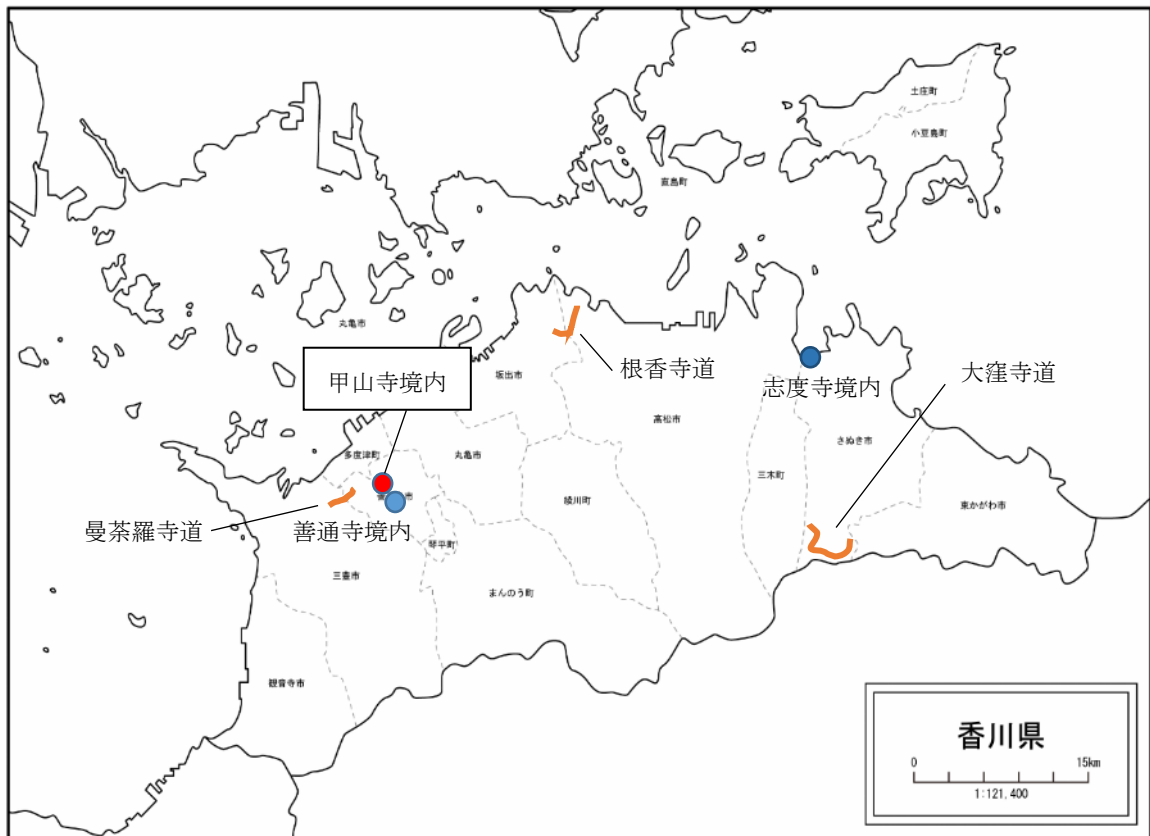 土庄町
小豆島町
直島町
丸亀市
根香寺道
志度寺境内
大窪寺道
甲山寺境内
坂出市
高松市
さぬき市
多度津町
丸亀市
三木町
綾川町
東かがわ市
市
曼荼羅寺道
善通寺境内
琴平町
三豊市
まんのう町
観音寺市
香川県
0
15km
1:121,400